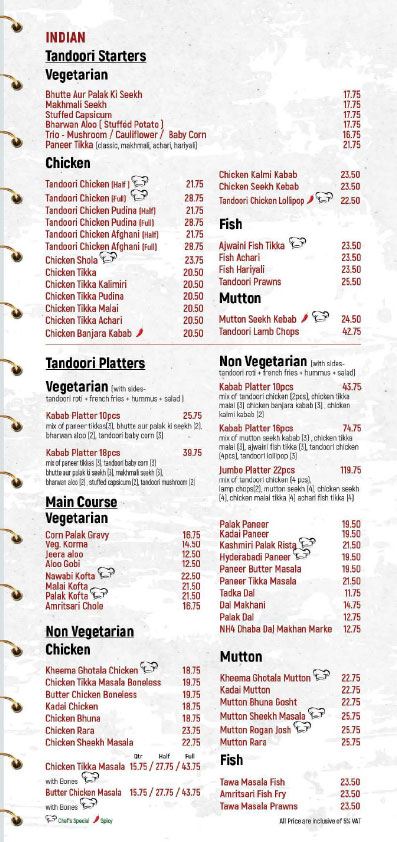 INDIAN
Tandoori Starters
Vegetarian
Bhutte Aur Palak Ki Seekh 17.75
Makhmali Seekh 17.75
Stuffed Capsicum 17.75
Bharwan Aloo ( Stuffed Potato ) 17.75
Trio - Mushroom / Cauliflower / Baby Corn 16.75
Paneer Tikka (classic, makhmali, achari, hariyali) 21.75
Chicken
Tandoori Chicken (Half) 21.75
Tandoori Chicken (Full) 28.75
Tandoori Chicken Pudina (Half) 21.75
Tandoori Chicken Pudina (Full) 28.75
Tandoori Chicken Afghani (Half) 21.75
Tandoori Chicken Afghani (Full) 28.75
Chicken Shola 23.75
Chicken Tikka 20.50
Chicken Tikka Kalimiri 20.50
Chicken Tikka Pudina 20.50
Chicken Tikka Malai 20.50
Chicken Tikka Achari 20.50
Chicken Banjara Kabab 20.50
Chicken Kalmi Kabab 23.50
Chicken Seekh Kebab 23.50
Tandoori Chicken Lollipop 22.50
Fish
Ajwaini Fish Tikka 23.50
Fish Achari 23.50
Fish Hariyali 23.50
Tandoori Prawns 25.50
Mutton
Mutton Seekh Kebab 24.50
Tandoori Lamb Chops 42.75
Tandoori Platters
Vegetarian (with sides-
tandoori roti + french fries + hummus + salad )
Kabab Platter 10pcs 25.75
mix of paneer tikkas(3), bhutte aur palak ki seekh (2),
bharwan aloo (2), tandoori baby corn (3)
Kabab Platter 18pcs 39.75
mix of paneer tikkas (3), tandoori baby corn (3)
bhutte aur palak ki seekh (3), makhmali seekh (3),
bharwan aloo (2) , stuffed capsicum (2), tandoori mushroom (2)
Non Vegetarian (with sides-
tandoori roti + french fries + hummus + salad)
Kabab Platter 10pcs 43.75
mix of tandoori chicken (2pcs), chicken tikka
malai (3) chicken banjara kabab (3) , chicken
kalmi kabab (2)
Kabab Platter 16pcs 74.75
mix of mutton seekh kabab (3) , chicken tikka
malai (3), ajwaini fish tikka (3), tandoori chicken
(4pcs), tandoori lollipop (3)
Jumbo Platter 22pcs 119.75
mix of tandoori chicken (4 pcs),
lamp chops(2), mutton seekh (4), chicken seekh
(4), chicken malai tikka (4) achari fish tikka (4)
Main Course
Vegetarian
Corn Palak Gravy 16.75
Veg. Korma 14.50
Jeera aloo 12.50
Aloo Gobi 12.50
Nawabi Kofta 22.50
Malai Kofta 21.50
Palak Kofta 21.50
Amritsari Chole 16.75
Palak Paneer 19.50
Kadai Paneer 19.50
Kashmiri Palak Rista 21.50
Hyderabadi Paneer 19.50
Paneer Butter Masala 19.50
Paneer Tikka Masala 21.50
Tadka Dal 11.75
Dal Makhani 14.75
Palak Dal 12.75
NH4 Dhaba Dal Makhan Marke 12.75
Non Vegetarian
Chicken
Kheema Ghotala Chicken 18.75
Chicken Tikka Masala Boneless 19.75
Butter Chicken Boneless 19.75
Kadai Chicken 18.75
Chicken Bhuna 18.75
Chicken Rara 23.75
Chicken Sheekh Masala 22.75
Qtr Half Full
Chicken Tikka Masala 15.75 / 27.75 / 43.75
with Bones
Butter Chicken Masala 15.75 / 27.75 / 43.75
with Bones
Chef's Special Spicy
Mutton
Kheema Ghotala Mutton 22.75
Kadai Mutton 22.75
Mutton Bhuna Gosht 22.75
Mutton Sheekh Masala 25.75
Mutton Rogan Josh 25.75
Mutton Rara 25.75
Fish
Tawa Masala Fish 23.50
Amritsari Fish Fry 23.50
Tawa Masala Prawns 23.50
All Price are inclusive of 5% VAT